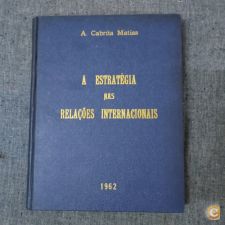 A. Cabrita Matias
A ESTRATÉGIA
NAS
RELAÇÕES INTERNACIONAIS
1962